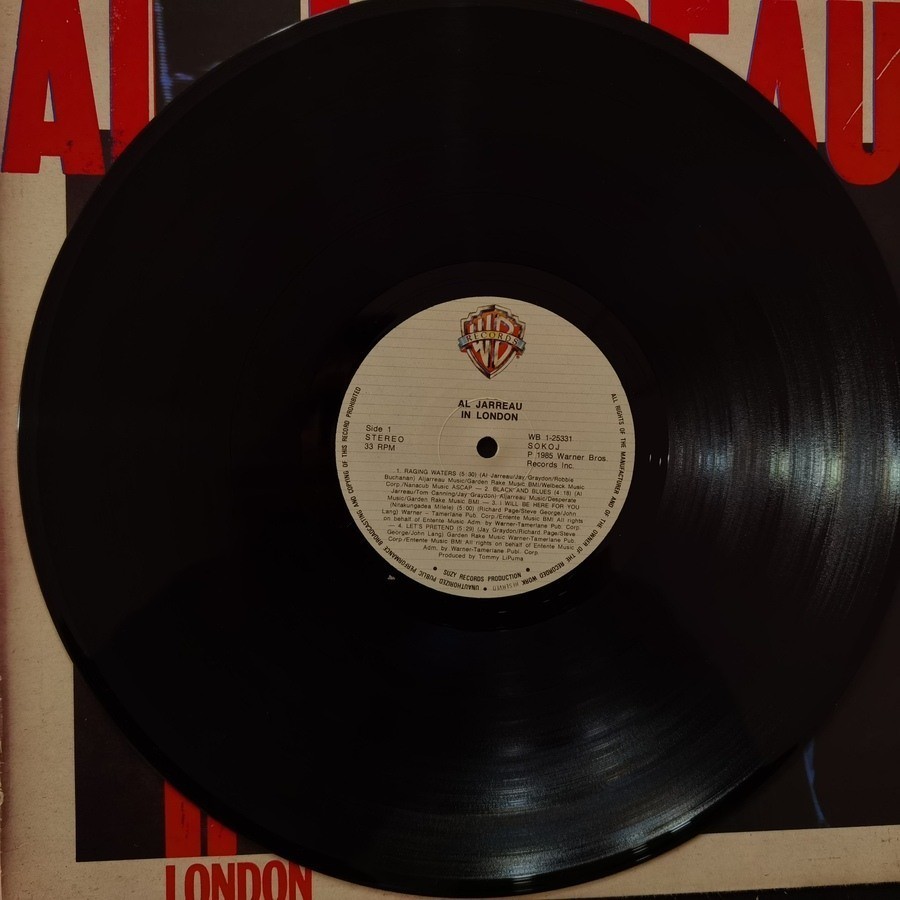 AL JARREAU
WB
RECORDS
AL JARREAU
IN LONDON
Side 1
STEREO
33 RPM
WB 1-25331
SOKOJ
P 1985 Warner Bros.
Records Inc.
1. RAGING WATERS (5:30) (Al Jarreau/Jay Graydon/Robbie
Buchanan) Aljarreau Music/Garden Rake Music. BMI/Welbeck Music
Corp./Nanacub Music ASCAP — 2. BLACK AND BLUES (4:18) (Al
Jarreau/Tom Canning/Jay Graydon) Aljarreau Music/Desperate
Music/Garden Rake Music BMI — 3. I WILL BE HERE FOR YOU
(Nitakungadea Milele) (5:00) (Richard Page/Steve George/John
Lang) Warner - Tamerlane Pub. Corp./Entente Music BMI All rights
on behalf of Entente Music Adm. by Warner-Tamerlane Pub. Corp.
— 4. LET'S PRETEND (5:29) (Jay Graydon/Richard Page/Steve
George/John Lang) Garden Rake Music Warner-Tamerlane Pub.
Corp./Entente Music BMI All rights on behalf of Entente Music
Adm. by Warner-Tamerlane Publ. Corp.
Produced by Tommy LiPuma
• SUZY RECORDS PRODUCTION •
ALL RIGHTS OF THE MANUFACTURER AND OF THE OWNER OF THE RECORDED WORK RESERVED • UNAUTHORIZED PUBLIC PERFORMANCE BROADCASTING AND COPYING OF THIS RECORD PROHIBITED
LONDON